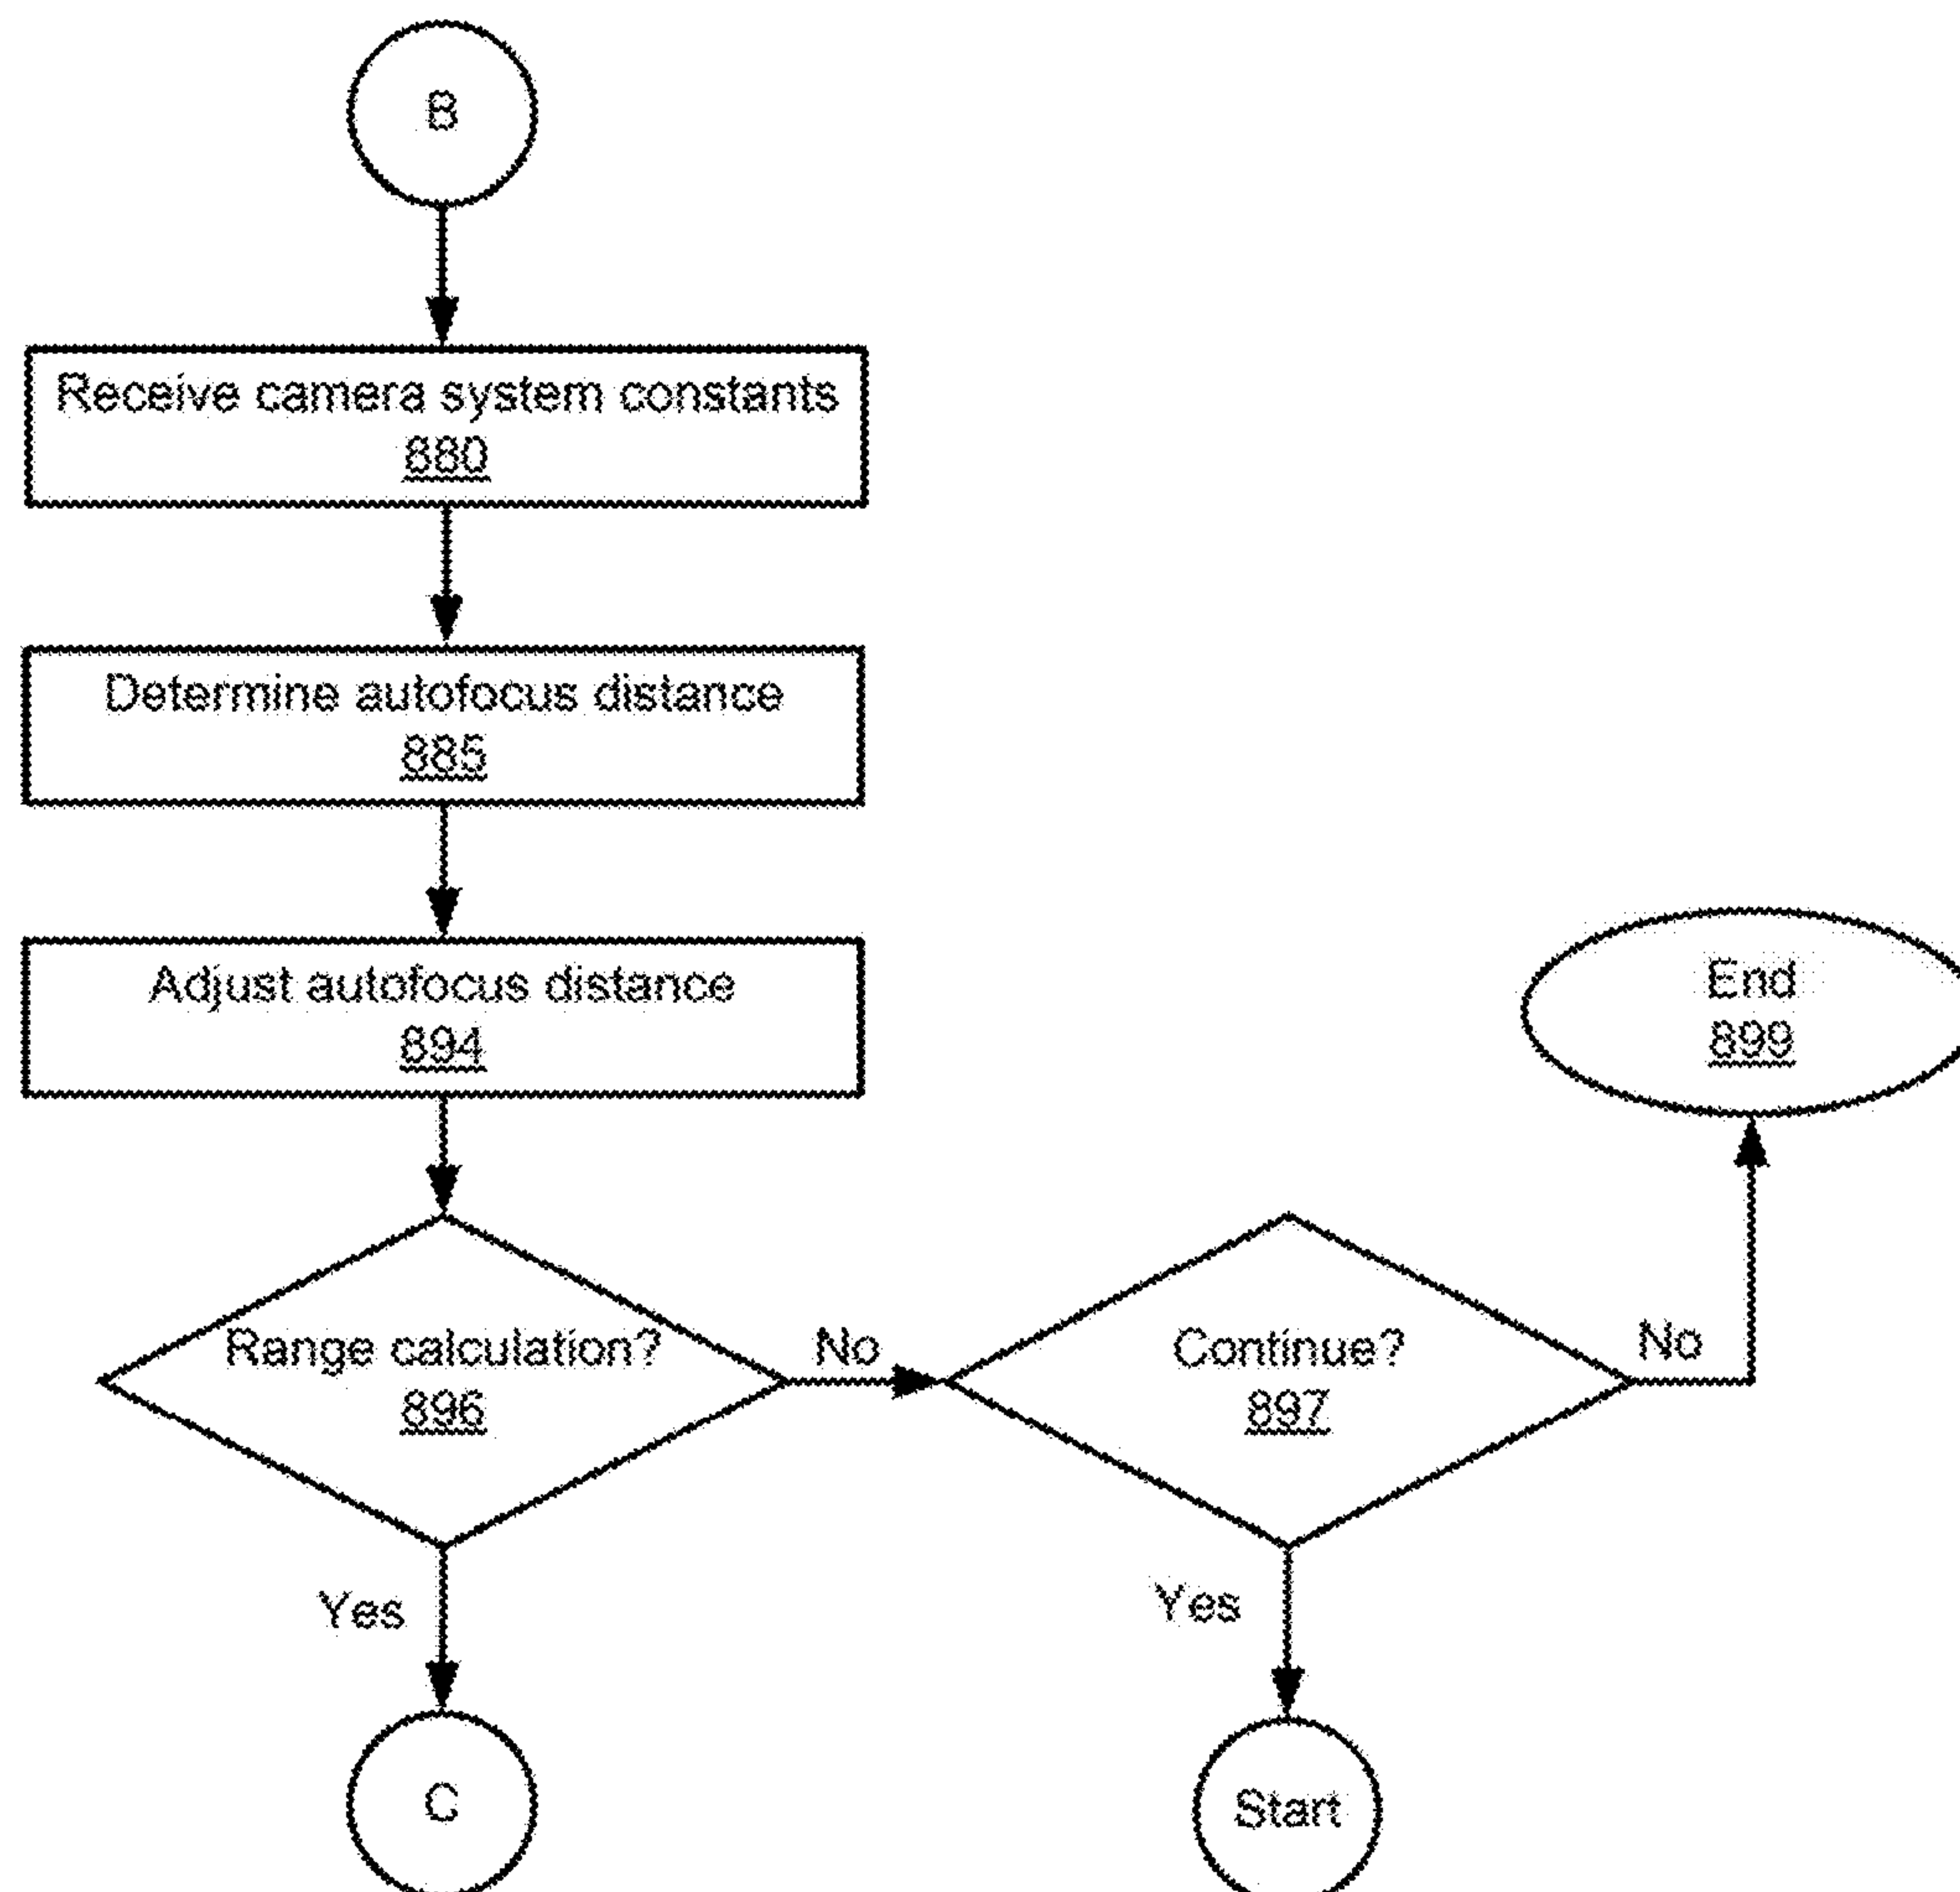 B
Receive camera system constants
880
Determine autofocus distance
885
Adjust autofocus distance
894
End
899
Range calculation?
896
No
Continue?
897
No
Yes
Yes
C
Start